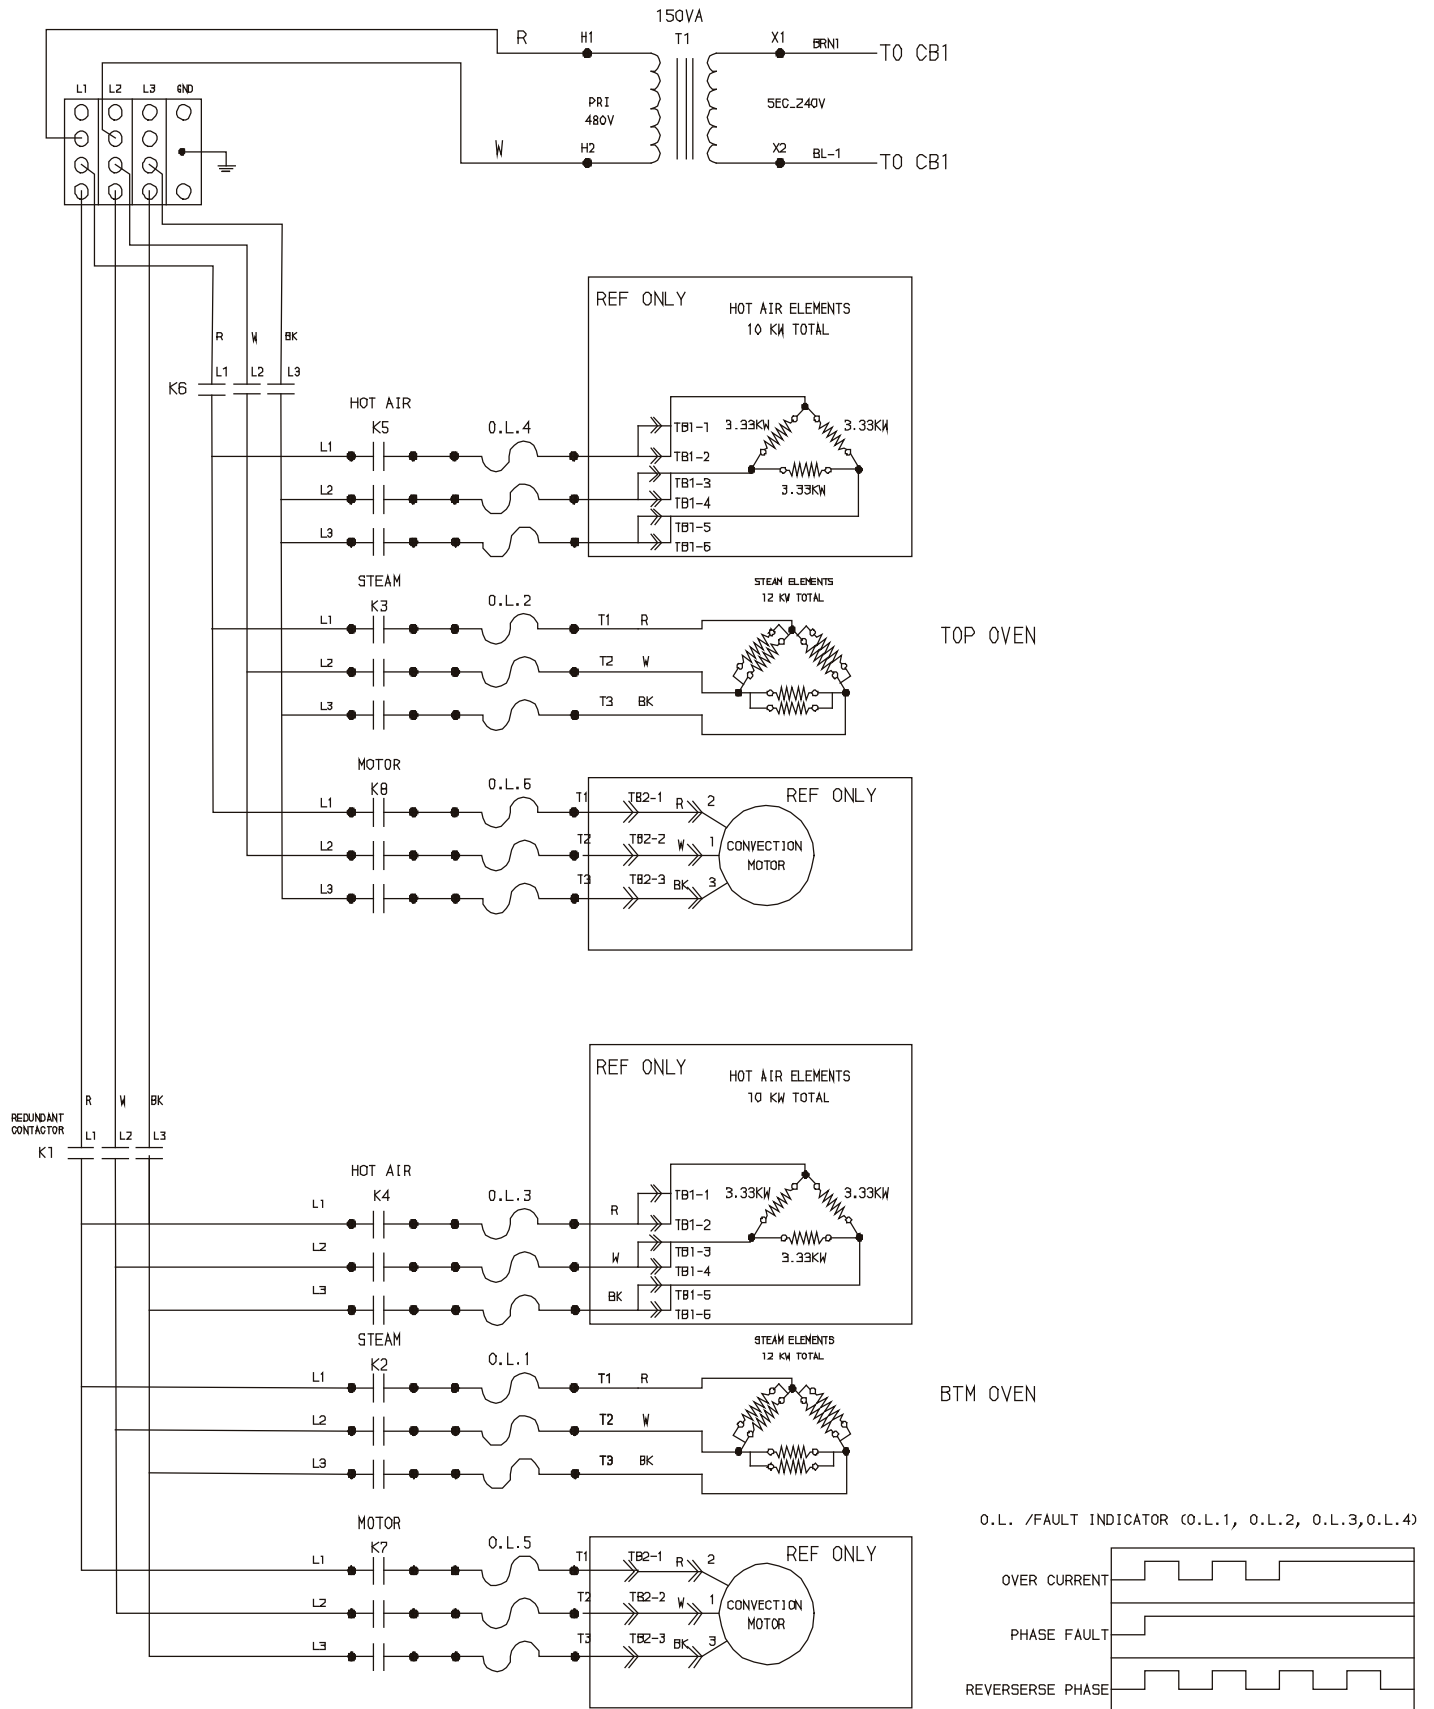 150VA
R
H1
T1
X1
BRN1
TO CB1
L1
L2
L3
GND
PRI
480V
SEC_240V
W
H2
X2
BL-1
TO CB1
REF ONLY
HOT AIR ELEMENTS
10 KW TOTAL
R
W
BK
K6
L1
L2
L3
HOT AIR
K5
O.L.4
TB1-1
3.33KW
3.33KW
L1
TB1-2
L2
TB1-3
3.33KW
TB1-4
L3
TB1-5
TB1-6
STEAM
K3
O.L.2
STEAM ELEMENTS
12 KW TOTAL
L1
T1
R
TOP OVEN
L2
T2
W
L3
T3
BK
MOTOR
K8
O.L.6
REF ONLY
L1
T1
TB2-1
R
2
L2
T2
TB2-2
W
1
CONVECTION
MOTOR
L3
T3
TB2-3
BK
3
REF ONLY
HOT AIR ELEMENTS
10 KW TOTAL
R
W
BK
REDUNDANT
CONTACTOR
K1
L1
L2
L3
HOT AIR
K4
O.L.3
TB1-1
3.33KW
3.33KW
L1
R
TB1-2
L2
W
TB1-3
3.33KW
TB1-4
L3
BK
TB1-5
TB1-6
STEAM
K2
O.L.1
STEAM ELEMENTS
12 KW TOTAL
L1
T1
R
BTM OVEN
L2
T2
W
L3
T3
BK
MOTOR
K7
O.L.5
REF ONLY
L1
T1
TB2-1
R
2
L2
T2
TB2-2
W
1
CONVECTION
MOTOR
L3
T3
TB2-3
BK
3
O.L. /FAULT INDICATOR (O.L.1, O.L.2, O.L.3,O.L.4)
OVER CURRENT
PHASE FAULT
REVERSERSE PHASE